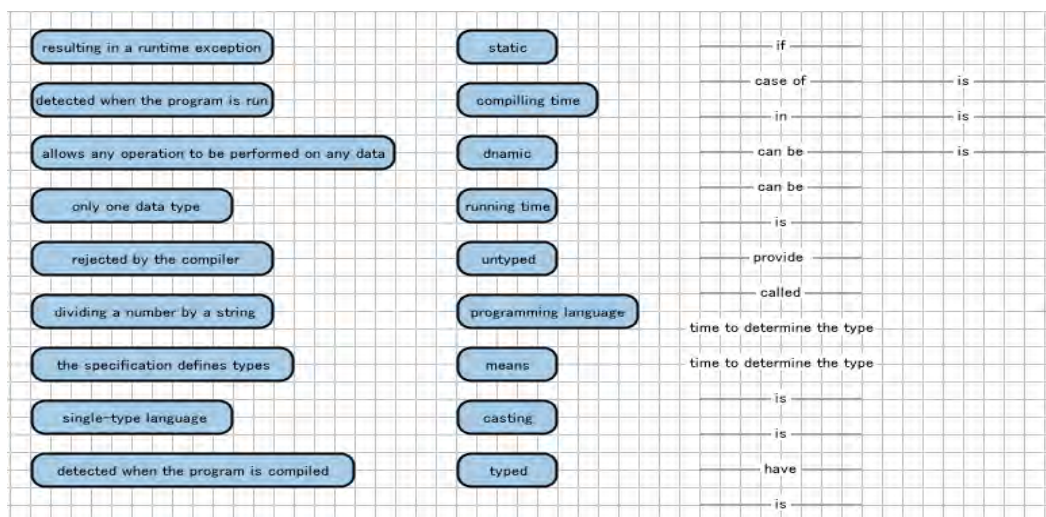 resulting in a runtime exception
detected when the program is run
allows any operation to be performed on any data
only one data type
rejected by the compiler
dividing a number by a string
the specification defines types
single-type language
detected when the program is compiled
static
compilling time
dnamic
running time
untyped
programming language
means
casting
typed
if
case of
in
can be
can be
is
provide
called
time to determine the type
time to determine the type
is
is
have
is
is
is
is